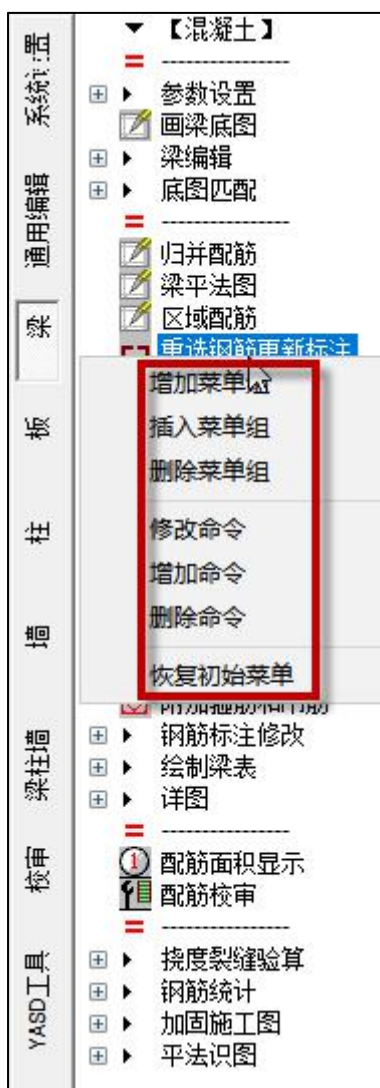 系统设置
通用编辑
梁
板
柱
墙
梁柱墙
校审
YASD工具
【混凝土】
参数设置
画梁底图
梁编辑
底图匹配
归并配筋
梁平法图
区域配筋
重选钢筋更新标注
增加菜单
插入菜单组
删除菜单组
修改命令
增加命令
删除命令
恢复初始菜单
附加箍筋和吊筋
钢筋标注修改
绘制梁表
详图
配筋面积显示
配筋校审
挠度裂缝验算
钢筋统计
加固施工图
平法识图